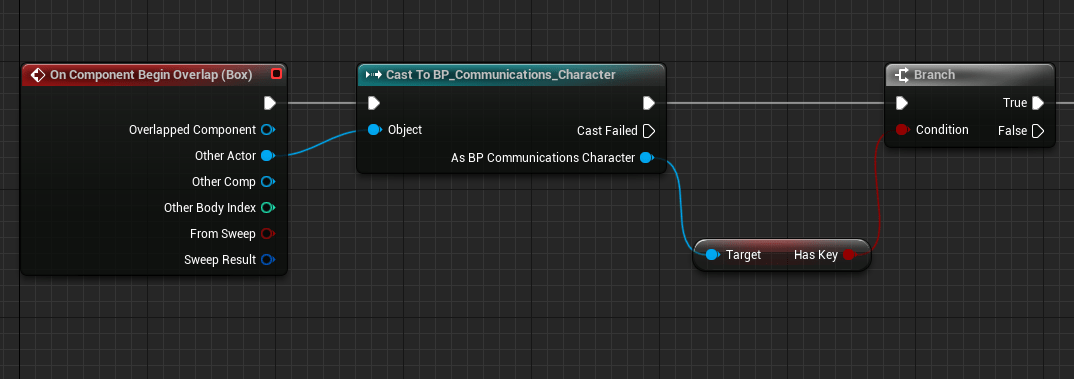 On Component Begin Overlap (Box)
Overlapped Component
Other Actor
Other Comp
Other Body Index
From Sweep
Sweep Result
Cast To BP_Communications_Character
Object
Cast Failed
As BP Communications Character
Target
Has Key
Branch
True
Condition
False